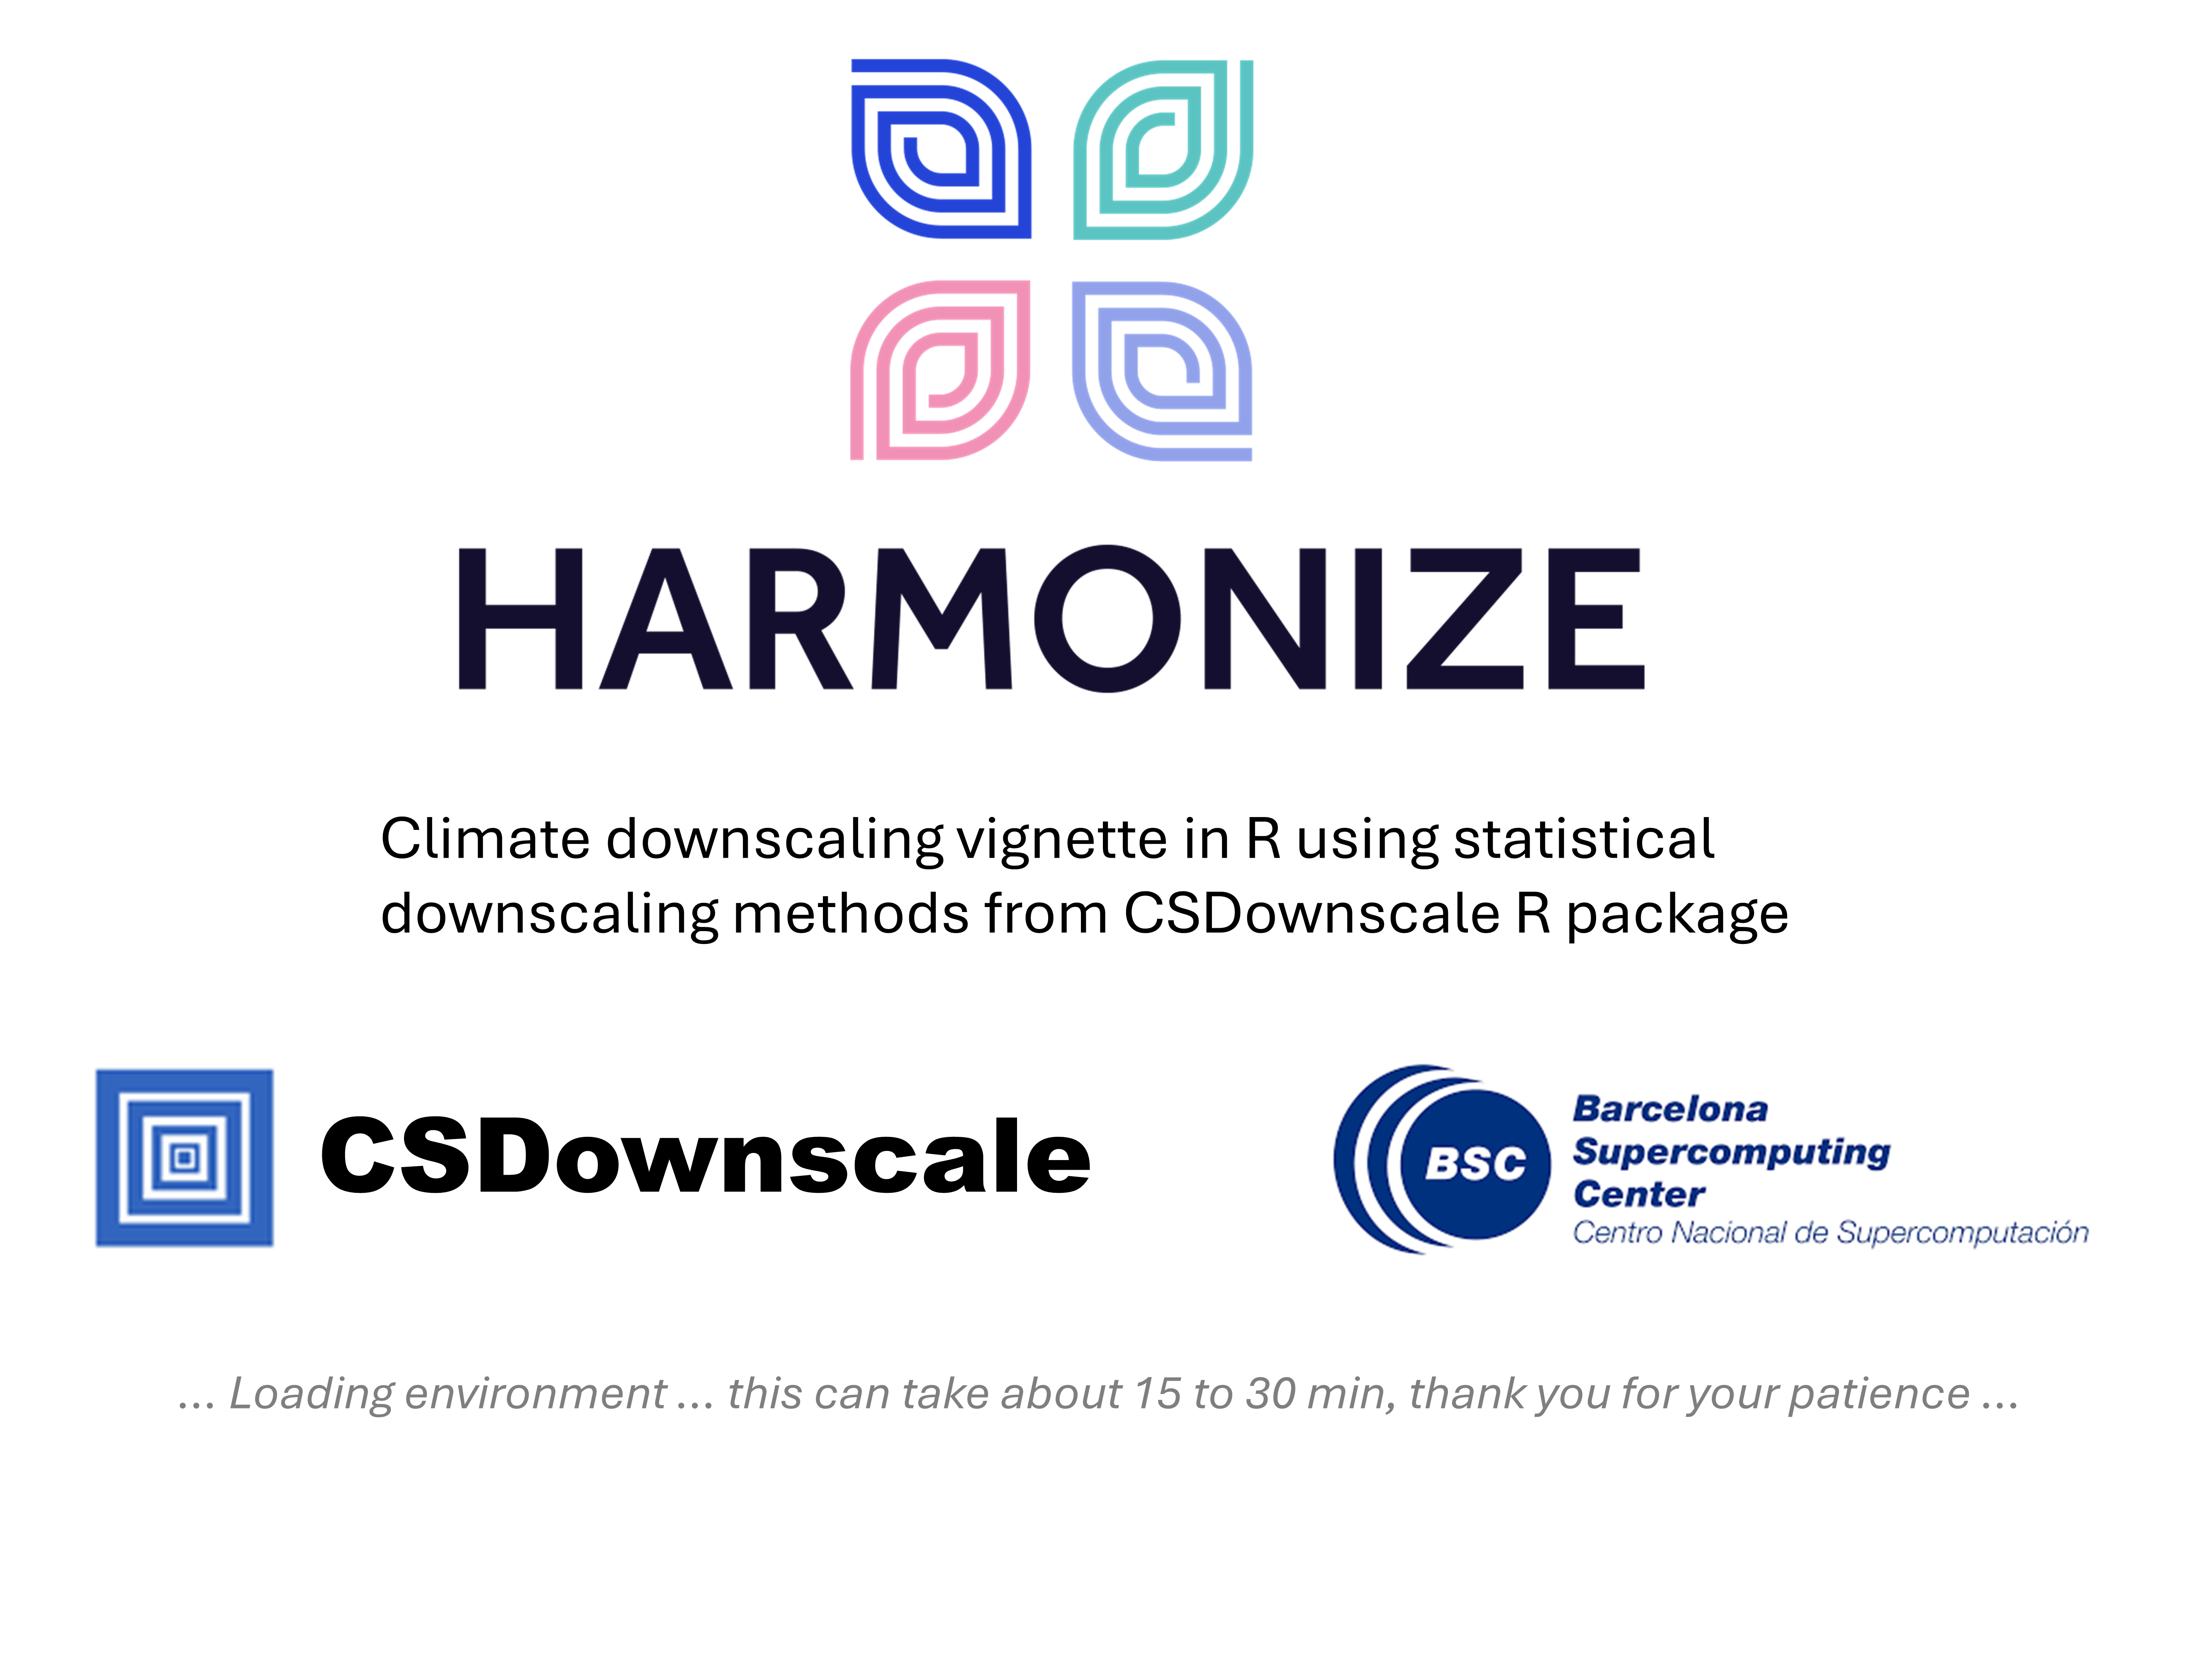 HARMONIZE
Climate downscaling vignette in R using statistical
downscaling methods from CSDownscale R package
CSDownscale
BSC
Barcelona
Supercomputing
Center
Centro Nacional de Supercomputación
... Loading environment ... this can take about 15 to 30 min, thank you for your patience ...